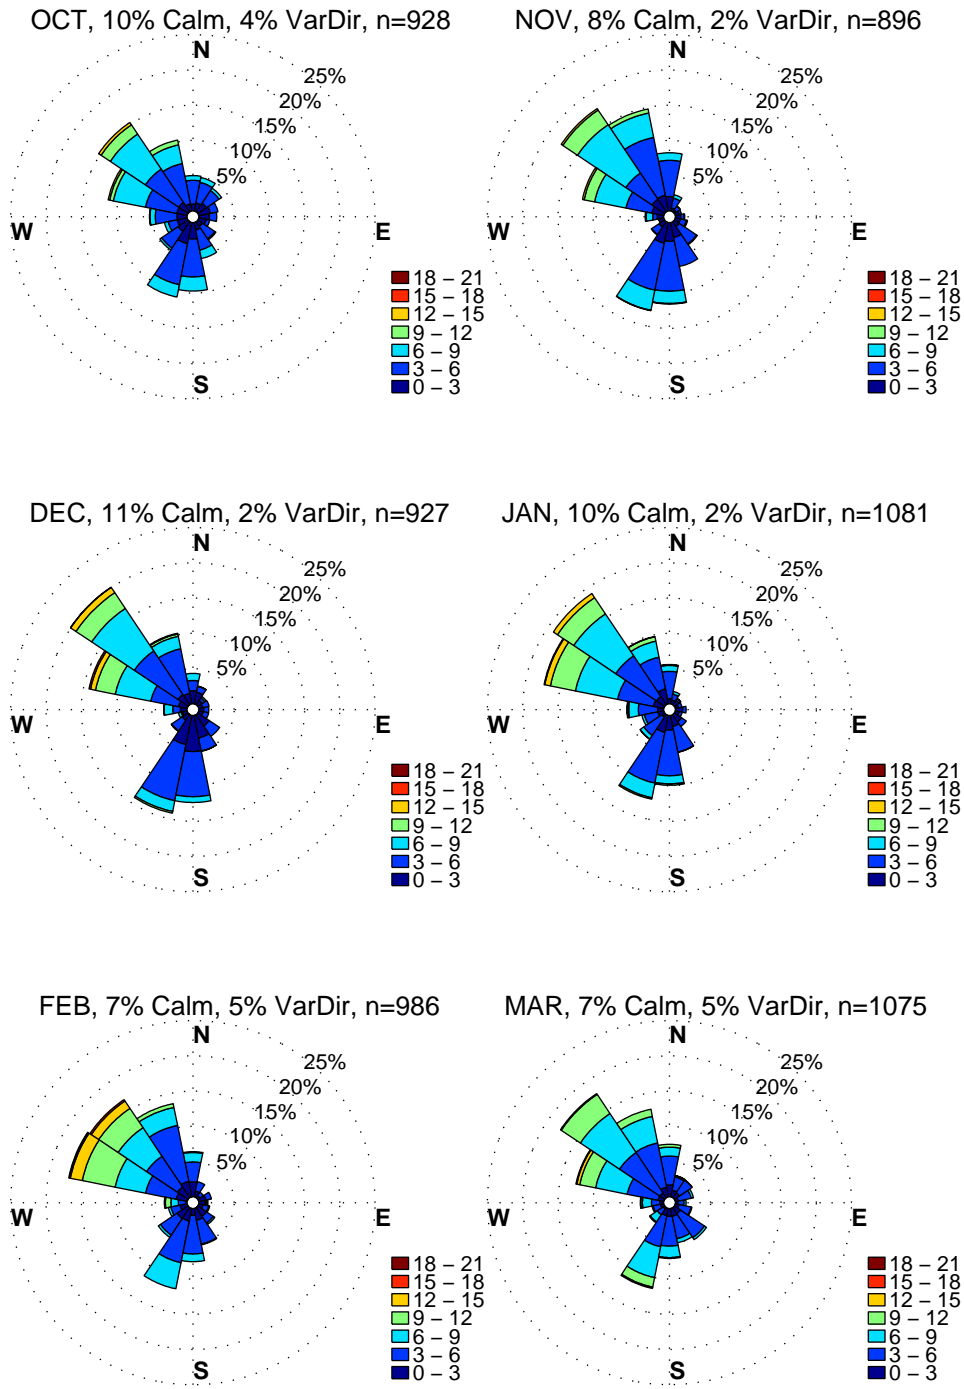 OCT, 10% Calm, 4% VarDir, n=928
N
25%
20%
15%
10%
5%
W
E
S
18 – 21
15 – 18
12 – 15
9 – 12
6 – 9
3 – 6
0 – 3
NOV, 8% Calm, 2% VarDir, n=896
N
25%
20%
15%
10%
5%
W
E
S
18 – 21
15 – 18
12 – 15
9 – 12
6 – 9
3 – 6
0 – 3
DEC, 11% Calm, 2% VarDir, n=927
N
25%
20%
15%
10%
5%
W
E
S
18 – 21
15 – 18
12 – 15
9 – 12
6 – 9
3 – 6
0 – 3
JAN, 10% Calm, 2% VarDir, n=1081
N
25%
20%
15%
10%
5%
W
E
S
18 – 21
15 – 18
12 – 15
9 – 12
6 – 9
3 – 6
0 – 3
FEB, 7% Calm, 5% VarDir, n=986
N
25%
20%
15%
10%
5%
W
E
S
18 – 21
15 – 18
12 – 15
9 – 12
6 – 9
3 – 6
0 – 3
MAR, 7% Calm, 5% VarDir, n=1075
N
25%
20%
15%
10%
5%
W
E
S
18 – 21
15 – 18
12 – 15
9 – 12
6 – 9
3 – 6
0 – 3